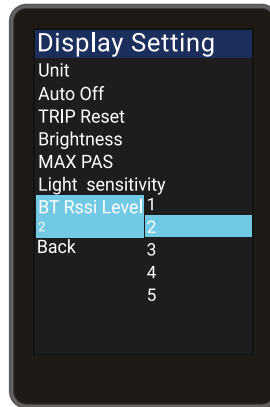 Display Setting
Unit
Auto Off
TRIP Reset
Brightness
MAX PAS
Light  sensitivity
BT Rssi Level 1
2 2
Back 3
4
5